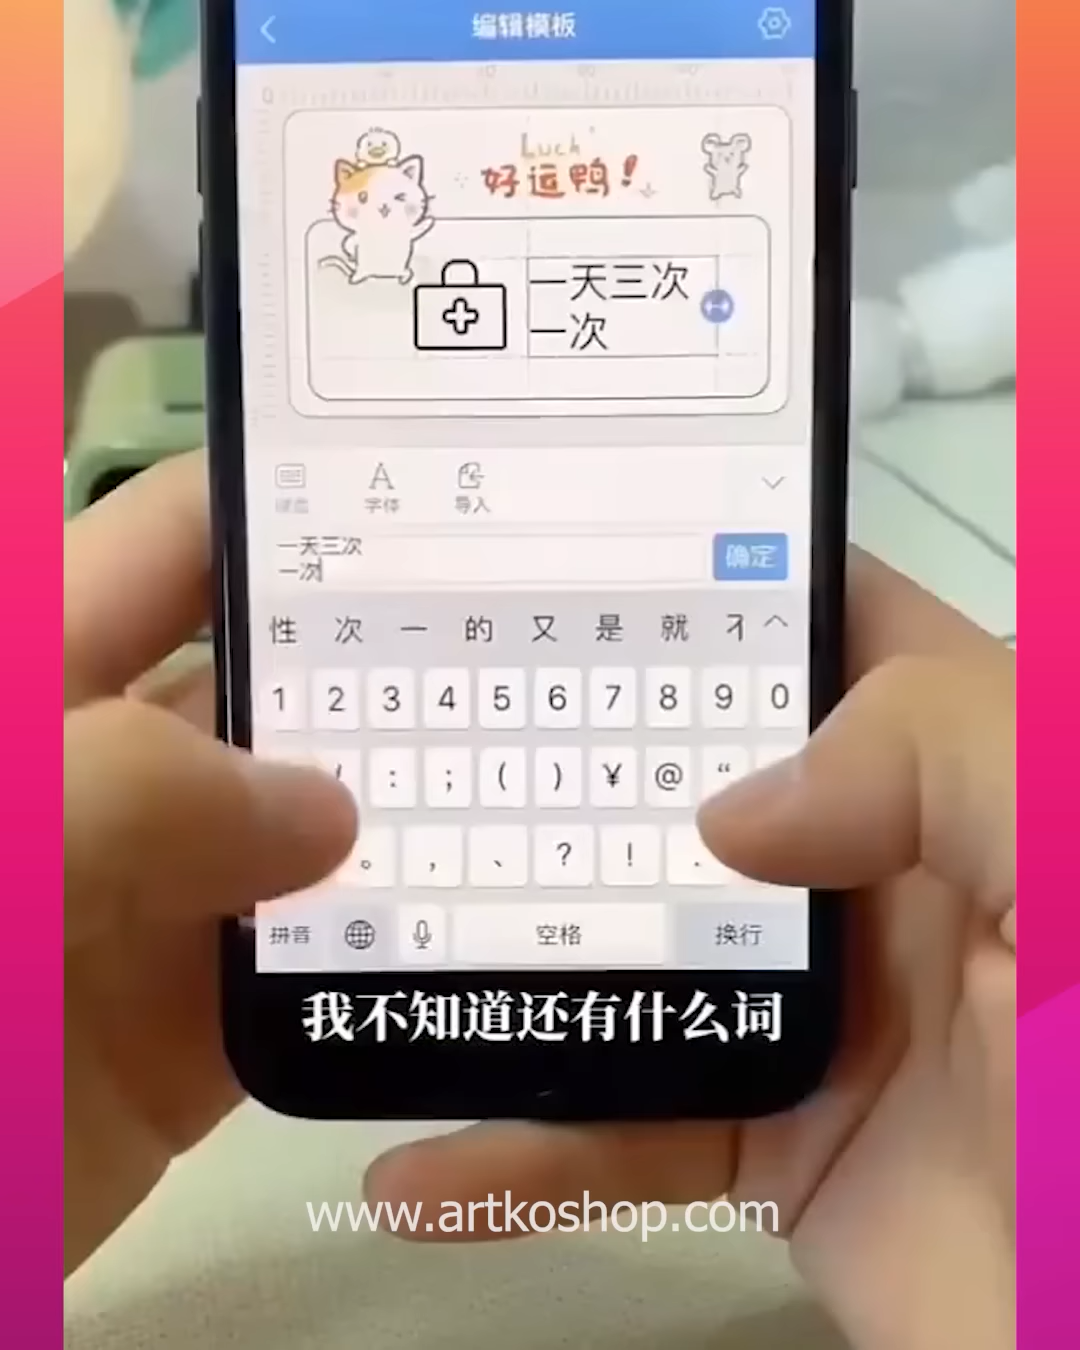 编辑模板
0
Luck
好运鸭！
一天三次
一次
字体
导入
一天三次
一次
确定
性 次 一 的 又 是 就
1 2 3 4 5 6 7 8 9 0
/ : ; ( ) ¥ @ “
。 , 、 ? ! .
拼音 空格 换行
我不知道还有什么词
www.artkoshop.com